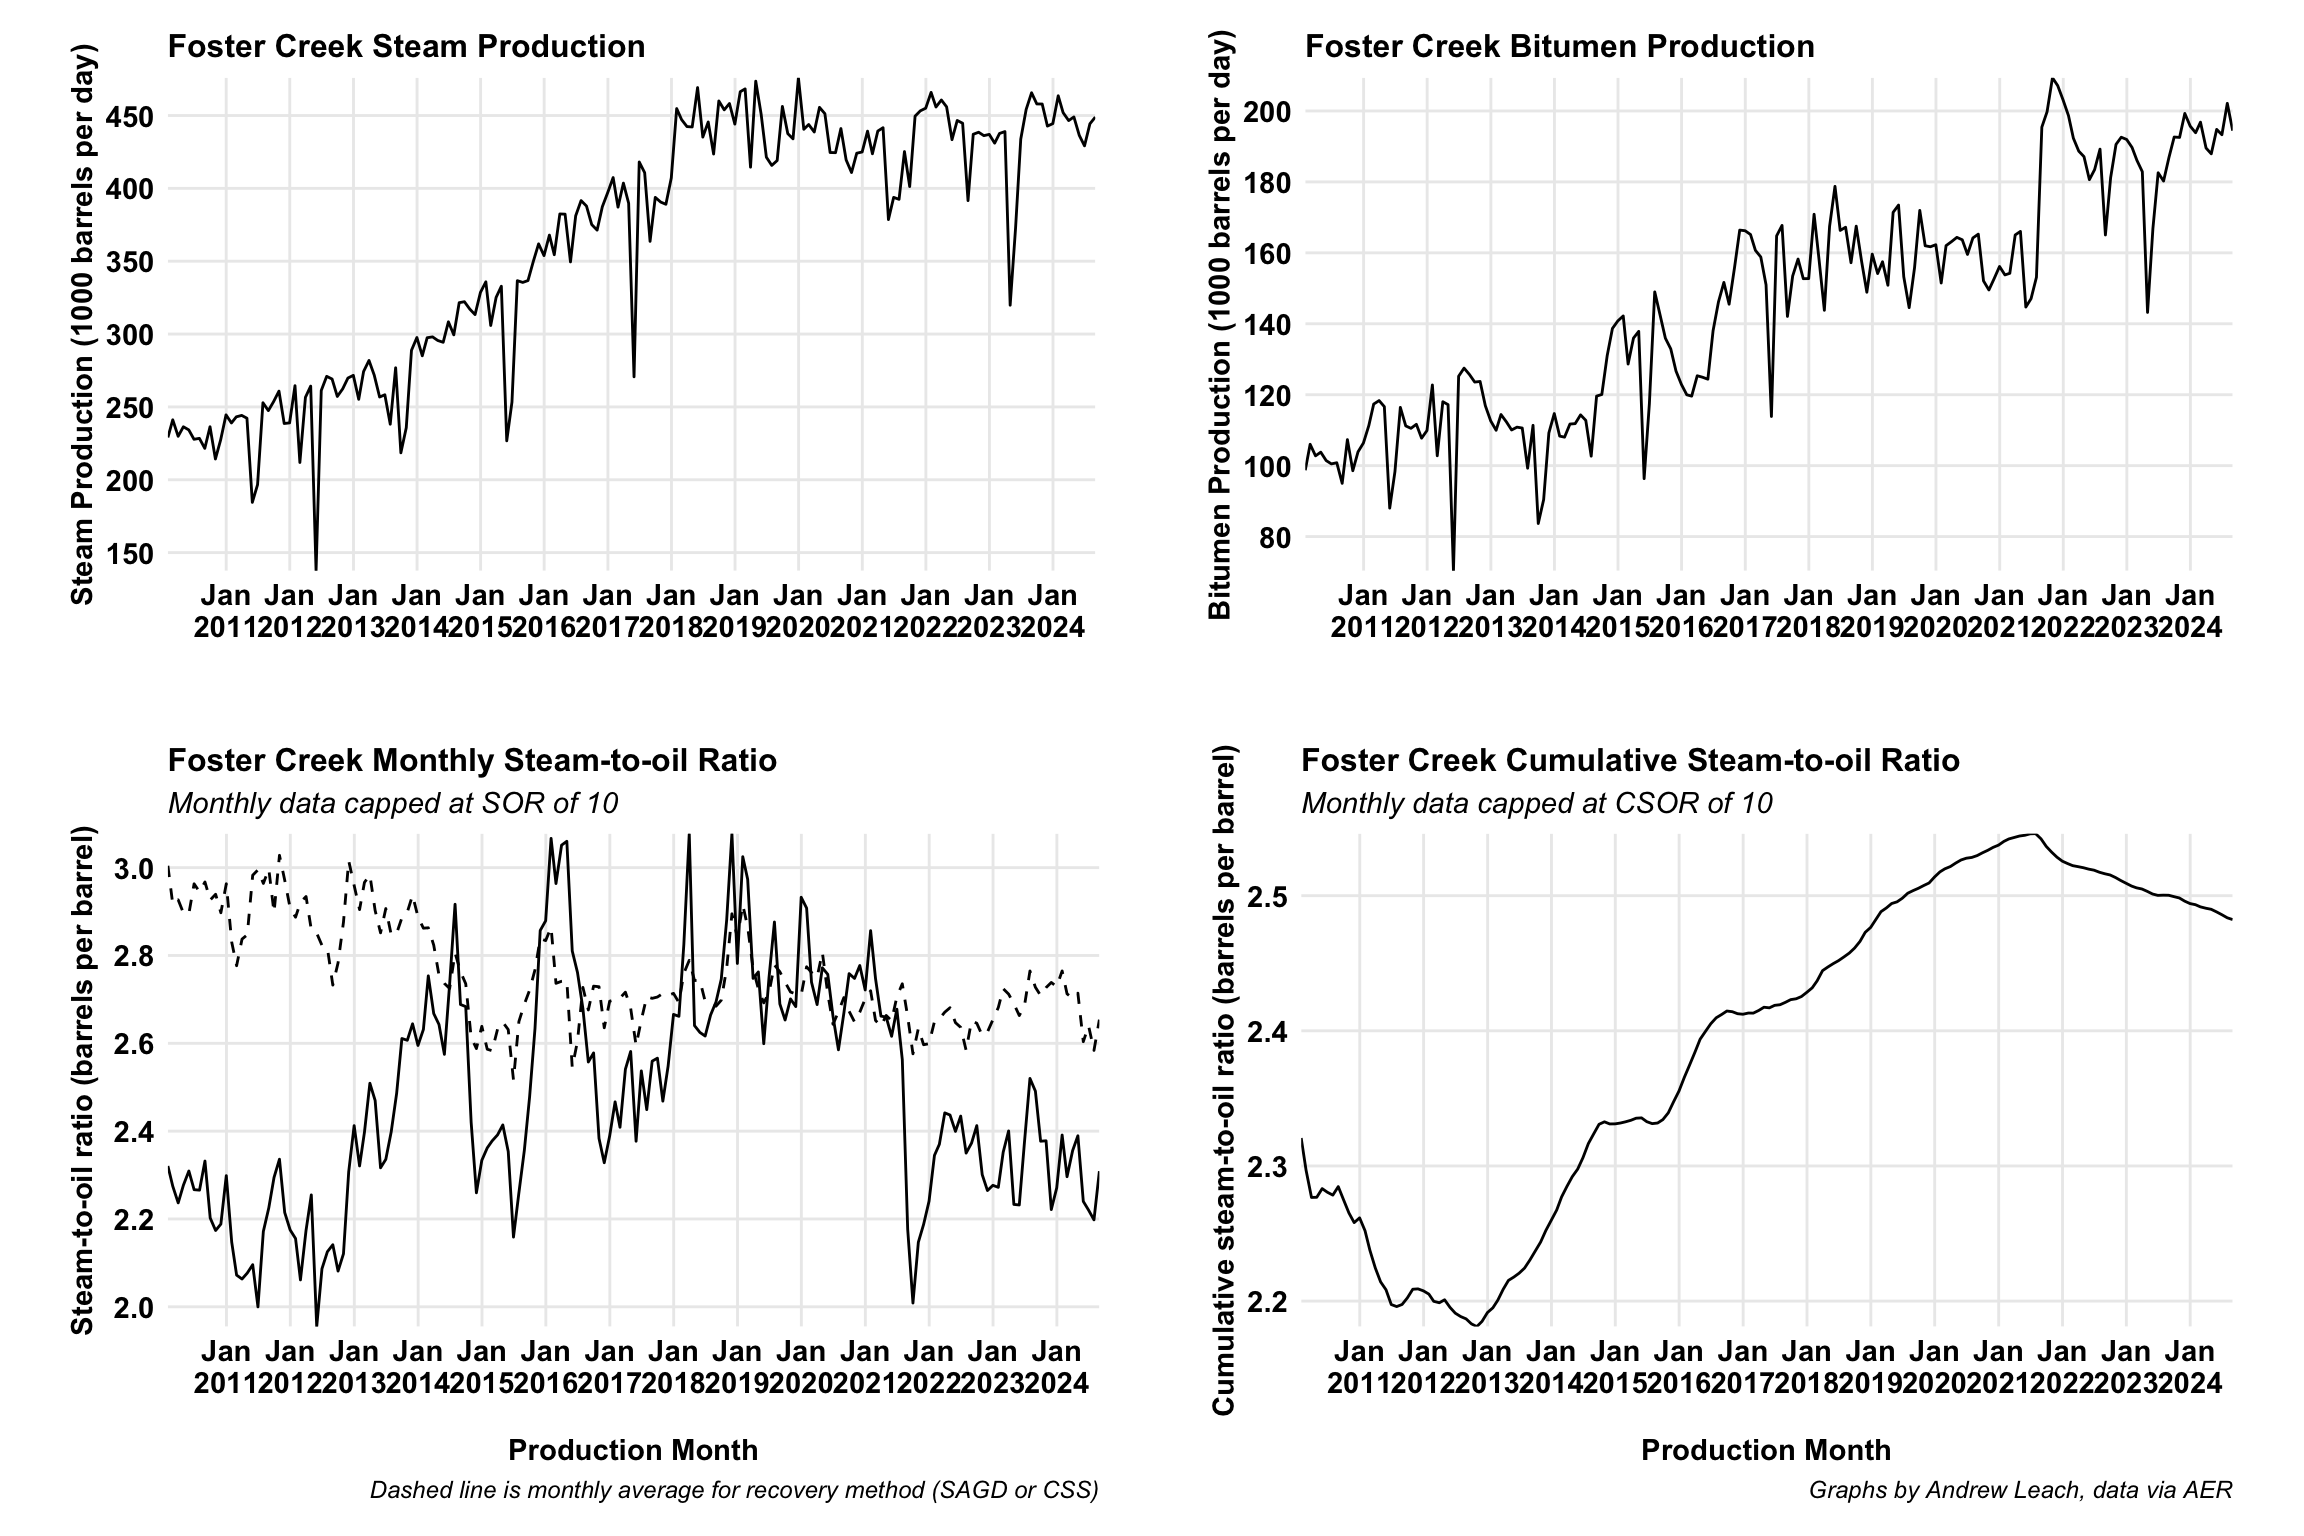 Foster Creek Steam Production
Steam Production (1000 barrels per day)
450
400
350
300
250
200
150
Jan Jan Jan Jan Jan Jan Jan Jan Jan Jan Jan Jan Jan Jan
2011 2012 2013 2014 2015 2016 2017 2018 2019 2020 2021 2022 2023 2024
Foster Creek Bitumen Production
Bitumen Production (1000 barrels per day)
200
180
160
140
120
100
80
Jan Jan Jan Jan Jan Jan Jan Jan Jan Jan Jan Jan Jan Jan
2011 2012 2013 2014 2015 2016 2017 2018 2019 2020 2021 2022 2023 2024
Foster Creek Monthly Steam-to-oil Ratio
Monthly data capped at SOR of 10
Steam-to-oil ratio (barrels per barrel)
3.0
2.8
2.6
2.4
2.2
2.0
Jan Jan Jan Jan Jan Jan Jan Jan Jan Jan Jan Jan Jan Jan
2011 2012 2013 2014 2015 2016 2017 2018 2019 2020 2021 2022 2023 2024
Production Month
Dashed line is monthly average for recovery method (SAGD or CSS)
Foster Creek Cumulative Steam-to-oil Ratio
Monthly data capped at CSOR of 10
Cumulative steam-to-oil ratio (barrels per barrel)
2.5
2.4
2.3
2.2
Jan Jan Jan Jan Jan Jan Jan Jan Jan Jan Jan Jan Jan Jan
2011 2012 2013 2014 2015 2016 2017 2018 2019 2020 2021 2022 2023 2024
Production Month
Graphs by Andrew Leach, data via AER